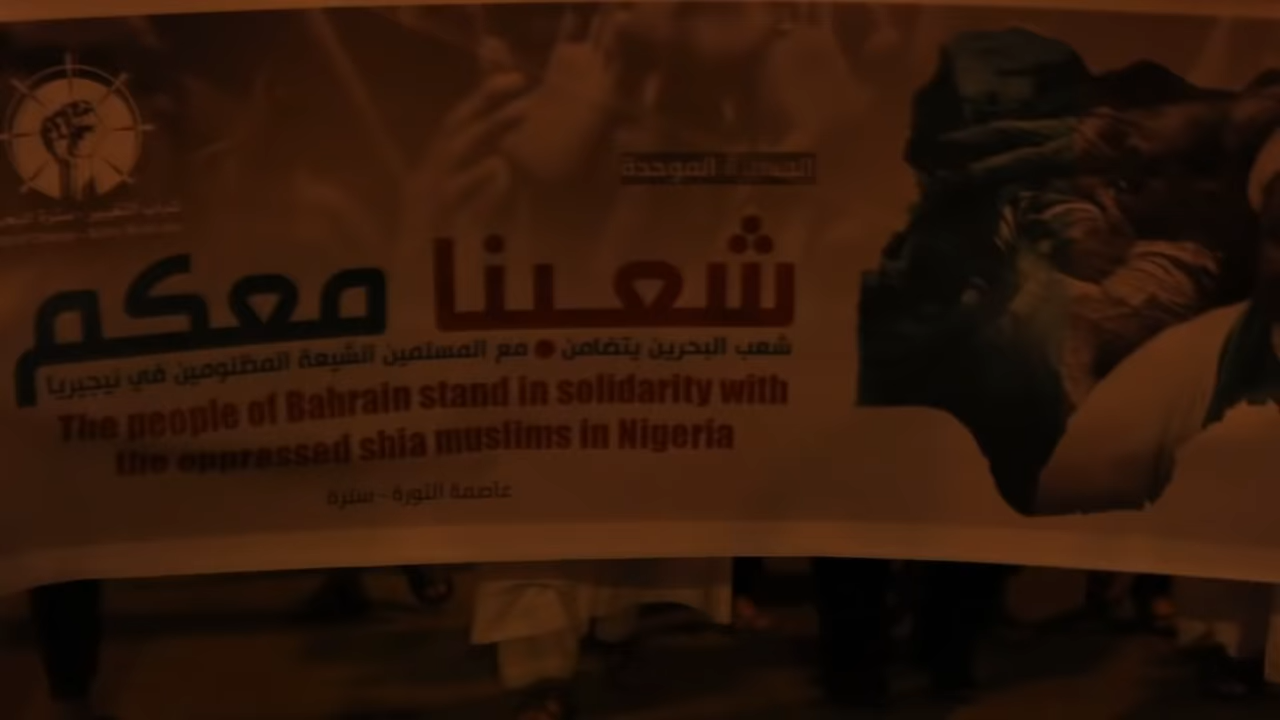 المسيرة الموحدة
شعبنا معكم
شعب البحرين يتضامن • مع المسلمين الشيعة المظلومين في نيجيريا
The people of Bahrain stand in solidarity with
the oppressed shia muslims in Nigeria
عاصمة الثورة - سترة